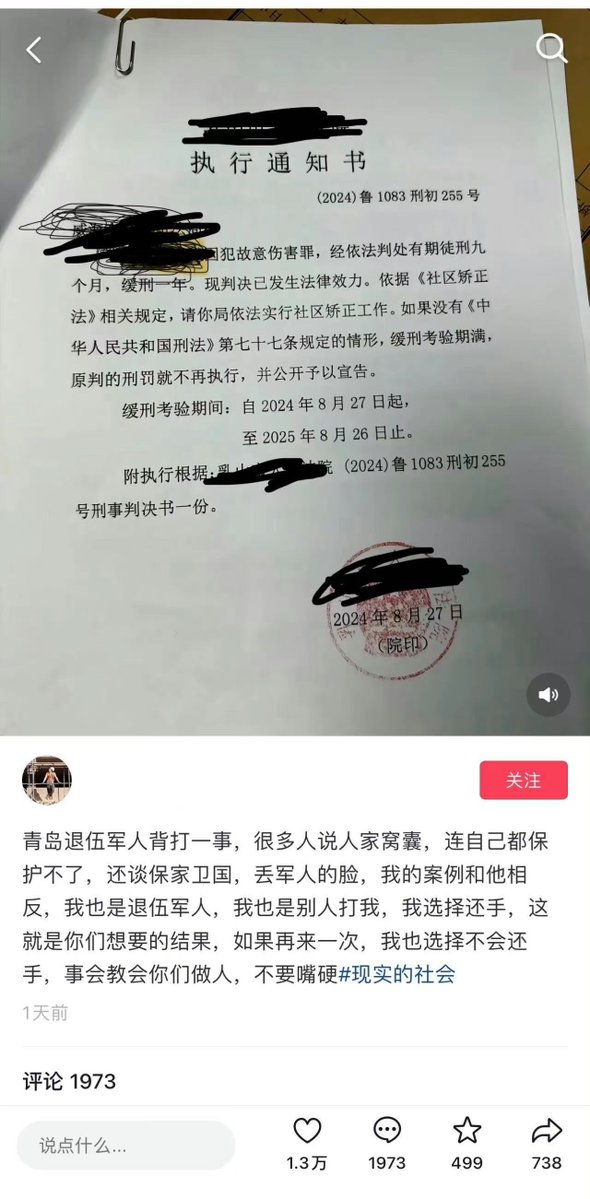 执行通知书
(2024)鲁 1083 刑初 255 号
因犯故意伤害罪，经依法判处有期徒刑九
个月，缓刑一年。现判决已发生法律效力。依据《社区矫正
法》相关规定，请你局依法实行社区矫正工作。如果没有《中
华人民共和国刑法》第七十七条规定的情形，缓刑考验期满，
原判的刑罚就不再执行，并公开予以宣告。
缓刑考验期间：自 2024 年 8 月 27 日起，
至 2025 年 8 月 26 日止。
附执行根据：乳山 院 (2024)鲁 1083 刑初 255
号刑事判决书一份。
2024 年 8 月 27 日
（院印）
关注
青岛退伍军人背打一事，很多人说人家窝囊，连自己都保
护不了，还谈保家卫国，丢军人的脸，我的案例和他相
反，我也是退伍军人，我也是别人打我，我选择还手，这
就是你们想要的结果，如果再来一次，我也选择不会还
手，事会教会你们做人，不要嘴硬#现实的社会
1天前
评论 1973
说点什么...
1.3万
1973
499
738